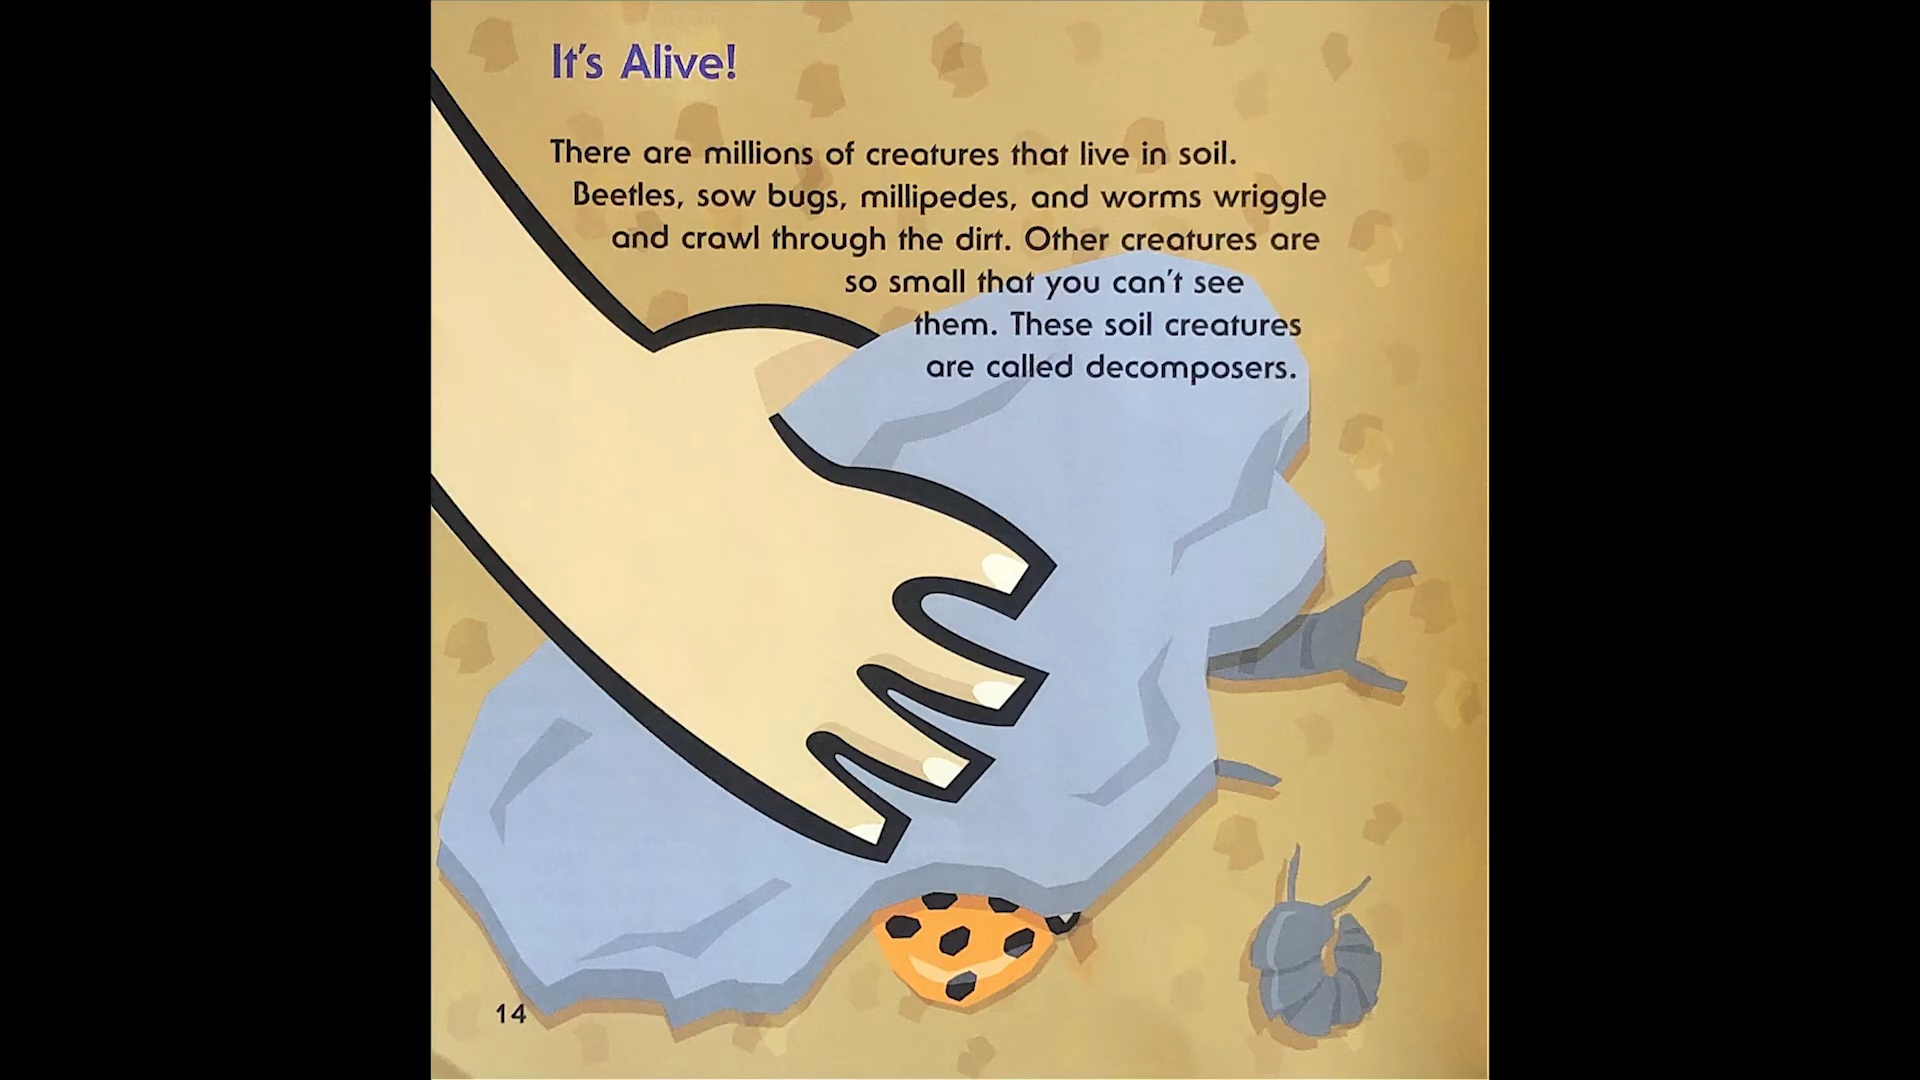 It's Alive!
There are millions of creatures that live in soil.
Beetles, sow bugs, millipedes, and worms wriggle
and crawl through the dirt. Other creatures are
so small that you can't see
them. These soil creatures
are called decomposers.
14